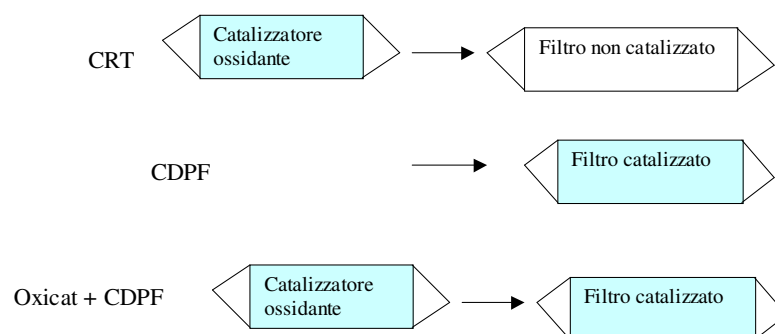 Catalizzatore
ossidante
Filtro non catalizzato
CRT
Filtro catalizzato
CDPF
Catalizzatore
ossidante
Filtro catalizzato
Oxicat + CDPF